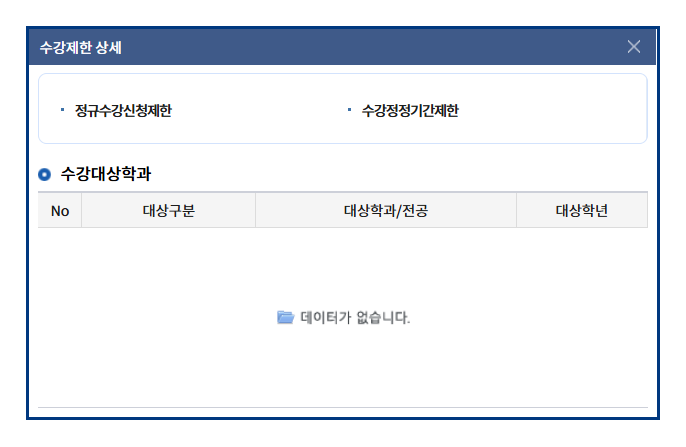 수강제한 상세
정규수강신청제한 수강정정기간제한
수강대상학과
No 대상구분 대상학과/전공 대상학년
데이터가 없습니다.